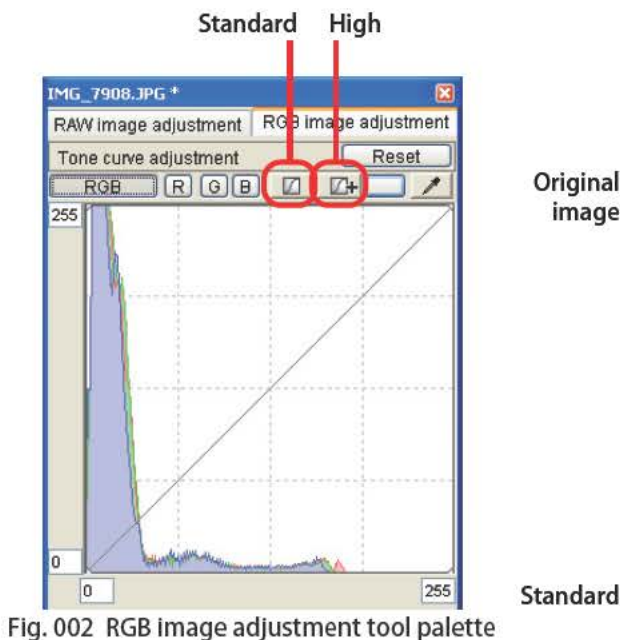 Standard High
IMG_7908.JPG *
RAW image adjustment RGB image adjustment
Tone curve adjustment Reset
RGB R G B
Original
image
255
0
0 255
Standard
Fig. 002 RGB image adjustment tool palette